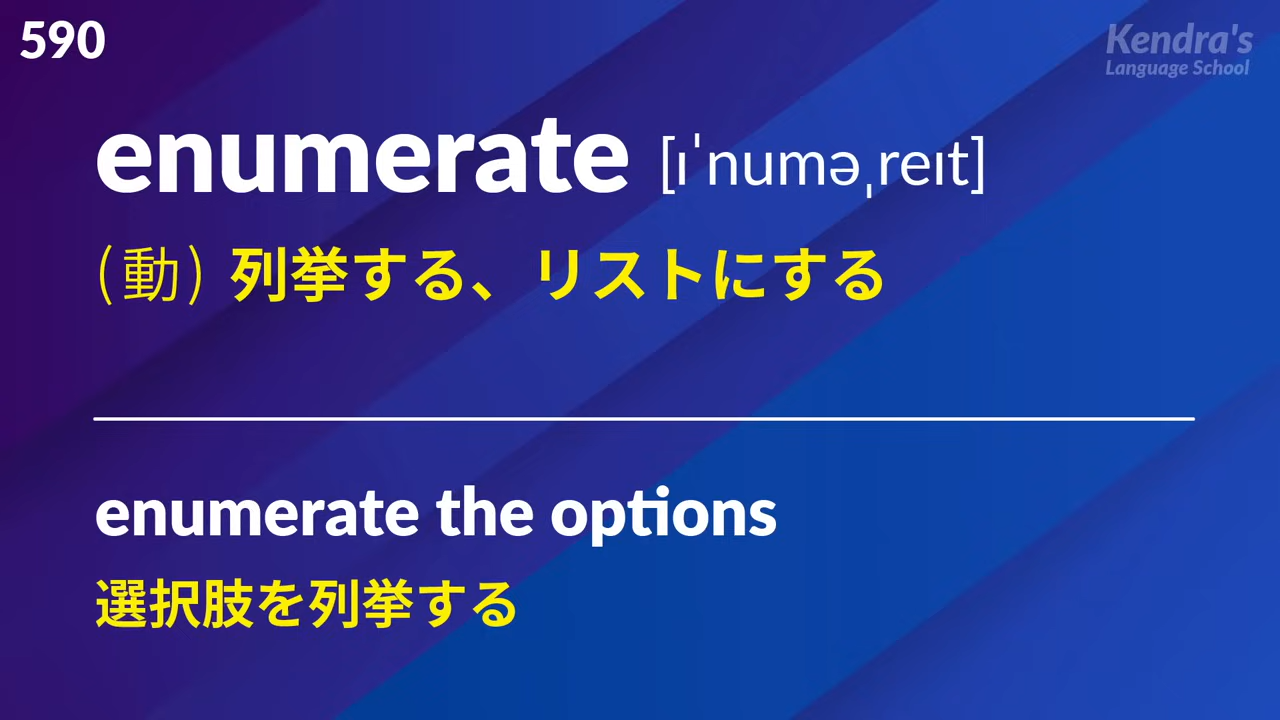 590
Kendra's
Language School
enumerate [ɪˈnuməˌreɪt]
（動）列挙する、リストにする
enumerate the options
選択肢を列挙する